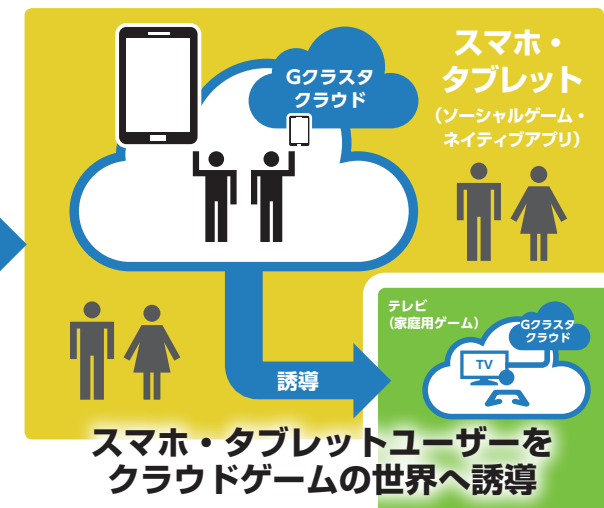 Gクラスタ
クラウド
スマホ・
タブレット
(ソーシャルゲーム・
ネイティブアプリ)
テレビ
(家庭用ゲーム)
Gクラスタ
クラウド
TV
誘導
スマホ・タブレットユーザーを
クラウドゲームの世界へ誘導